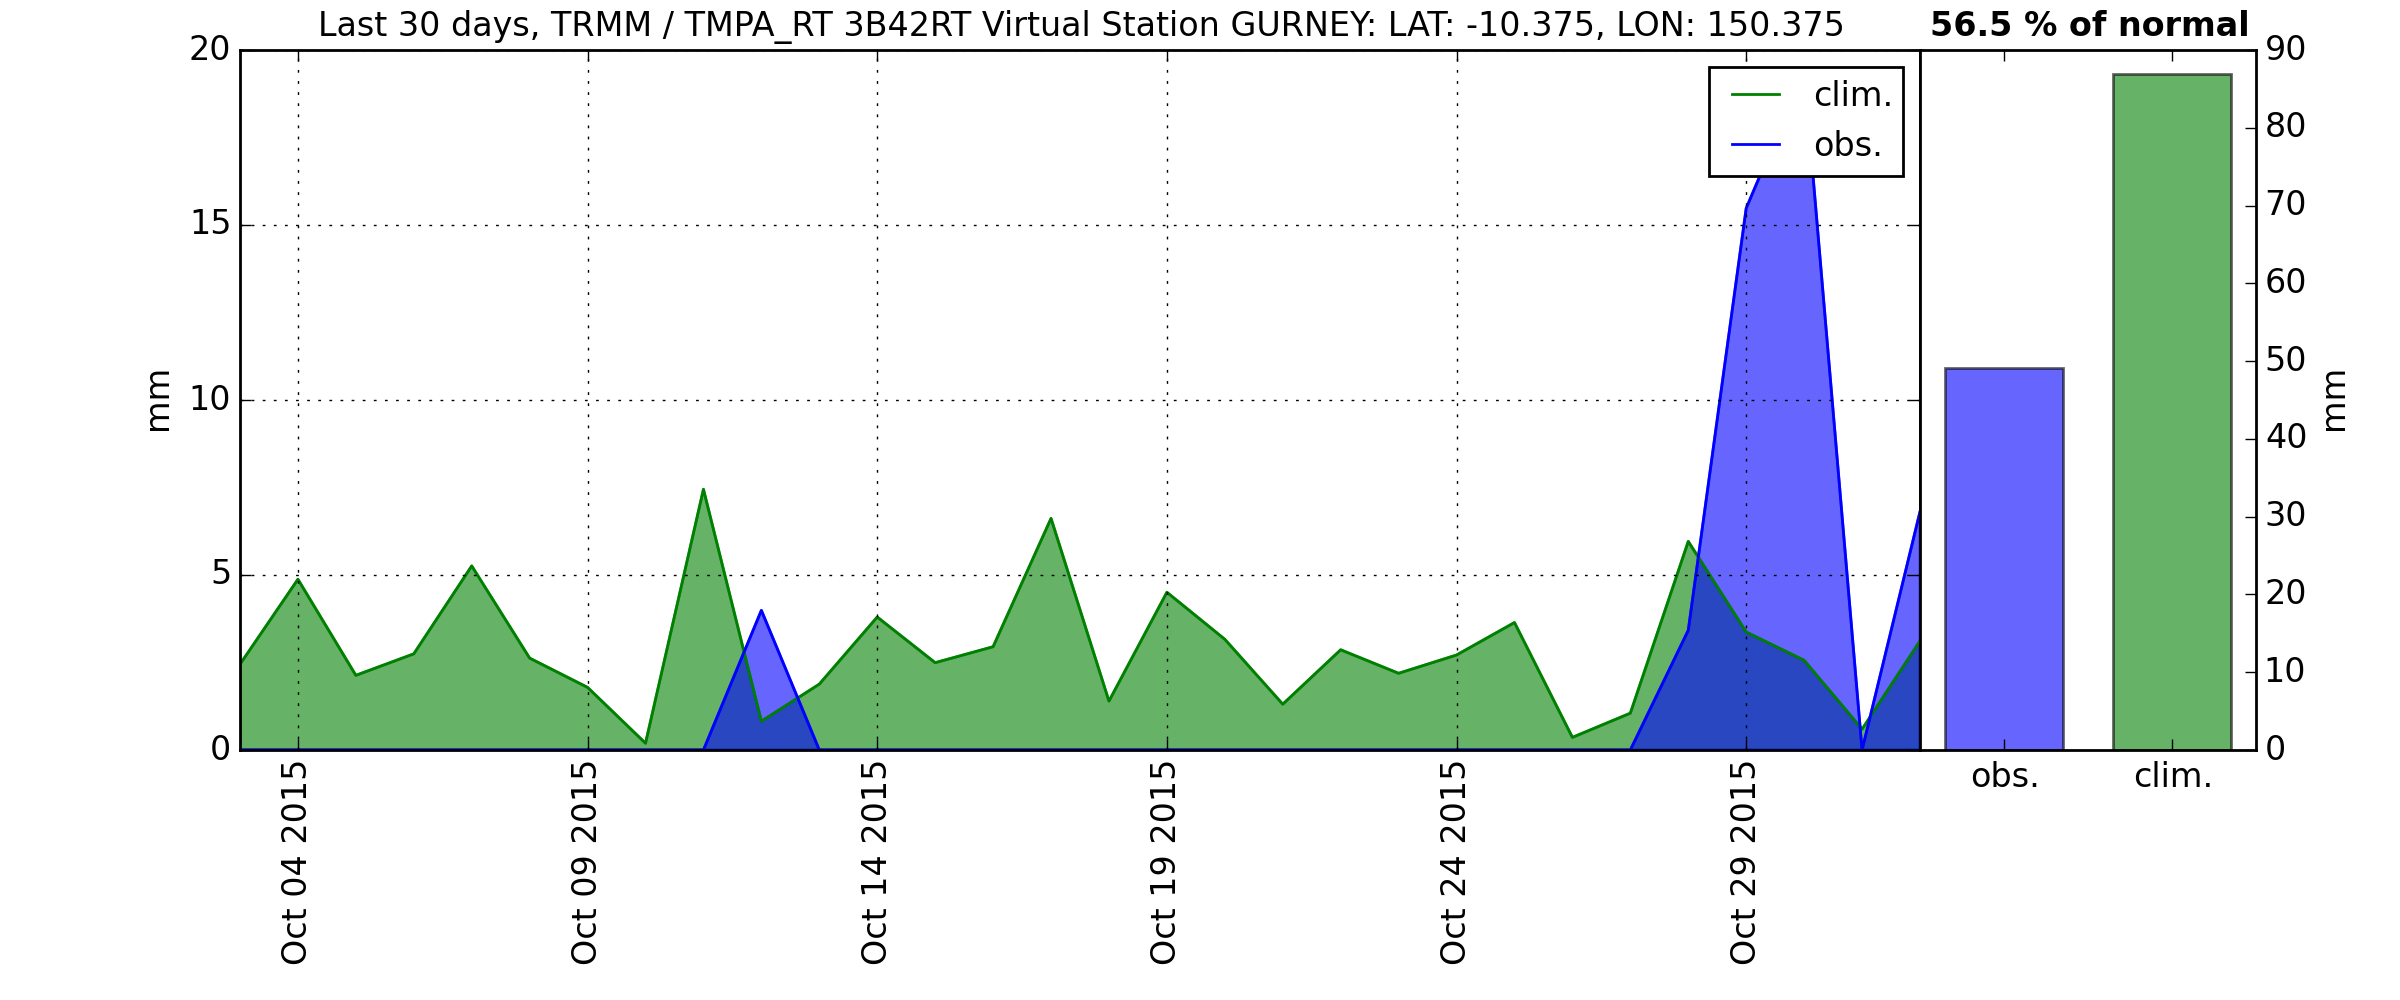 Last 30 days, TRMM / TMPA_RT 3B42RT Virtual Station GURNEY: LAT: -10.375, LON: 150.375
56.5 % of normal
20
15
10
5
0
mm
clim.
obs.
90
80
70
60
50
40
30
20
10
0
mm
obs.
clim.
Oct 04 2015
Oct 09 2015
Oct 14 2015
Oct 19 2015
Oct 24 2015
Oct 29 2015